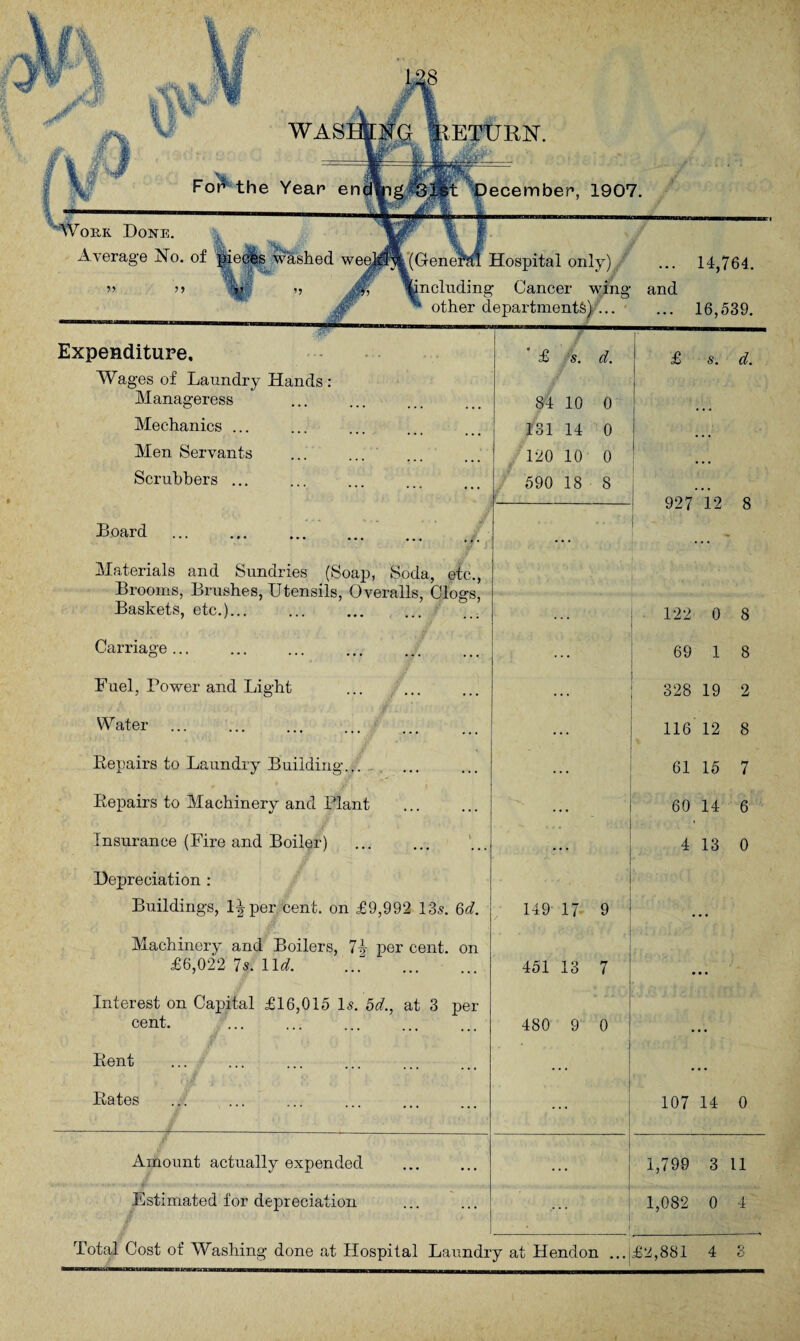 128
WASHING RETURN.
For the Year ending 31st December, 1907.
Work Done.
Average No. of pieces washed weekly (General Hospital only) ... 14,764.
„ „ „ „ „ (including Cancer wing and
other departments) ... ... 16,539.
Expenditure. £ s. d. £ s. d.
Wages of Laundry Hands:
Manageress ... ... ... ... 84 10 0 ...
Mechanics ... ... ... ... ... 131 14 0 ...
Men Servants ... ... ... ... 120 10 0 ...
Scrubbers ... ... ... ... ... 590 18 8 ...
927 12 8
Board ... ... ... ... ... ... ... ...
Materials and Sundries (Soap, Soda, etc.,
Brooms, Brushes, Utensils, Overalls, Clogs,
Baskets, etc.)... ... ... ... ... ... 122 0 8
Carriage ... ... ... ... ... ... ... 69 1 8
Fuel, Power and Light ... ... ... ... 328 19 2
Water ... ... ... ... ... ... ... 116 12 8
Repairs to Laundry Building... ... ... ... 61 15 7
Repairs to Machinery and Plant ... ... ... 60 14 6
Insurance (Fire and Boiler) ... ... ... ... 4 13 0
Depreciation :
Buildings, 1½ per cent. on £9,992 13s. 6d. 149 17 9 ...
Machinery and Boilers, 7½ per cent. on
£6,022 7s. 11d. ... ... ... 451 13 7 ...
Interest on Capital £16,015 1s. 5d., at 3 per
cent. ... ... ... ... ... 480 9 0 ...
Rent ... ... ... ... ... ... ... ...
Rates ... ... ... ... ... ... ... 107 14 0
Amount actually expended ... ... ... 1,799 3 11
Estimated for depreciation ... ... ... 1,082 0 4
Total Cost of Washing done at Hospital Laundry at Hendon ... £2,881 4 3